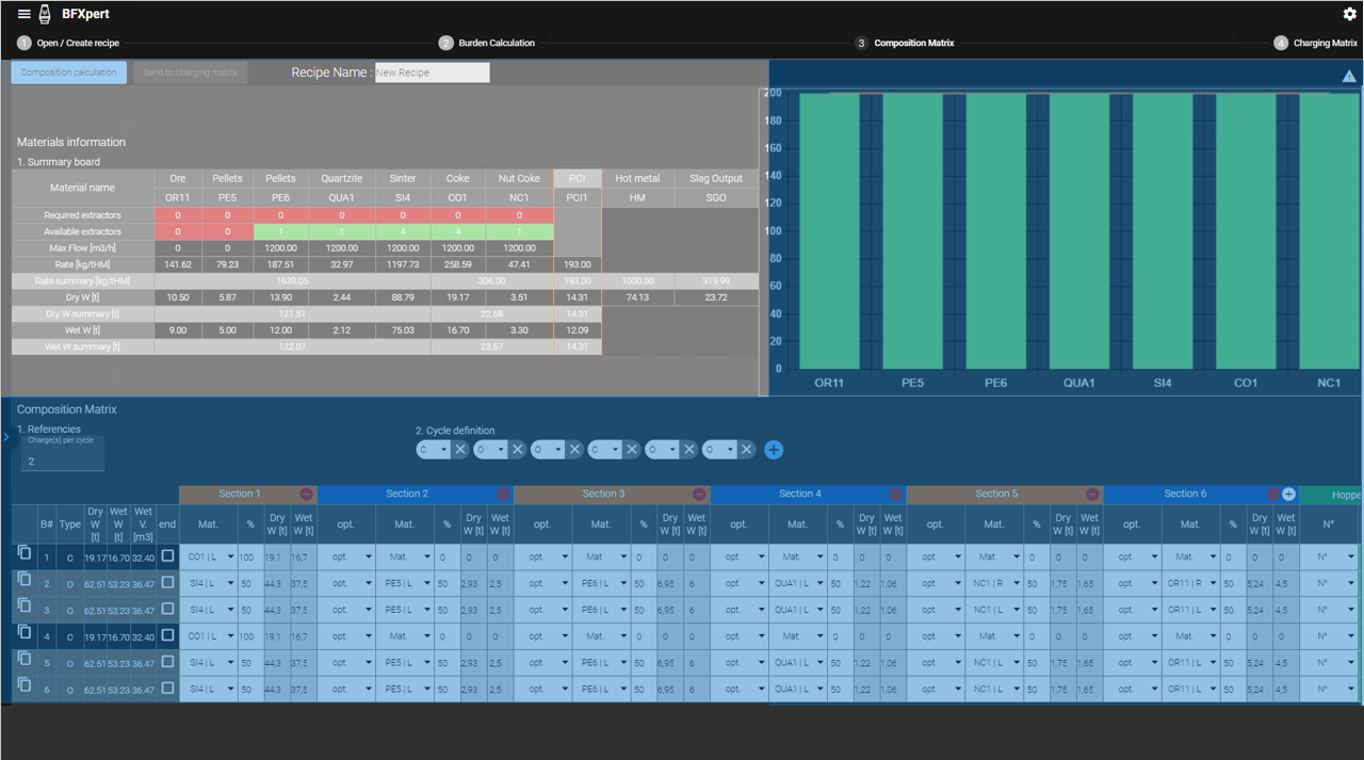 BFXpert
1 Open / Create recipe 2 Burden Calculation 3 Composition Matrix 4 Charging Matrix
Composition calculation Send to charging matrix Recipe Name : New Recipe
200
180
160
140
120
100
80
60
40
20
0
OR11 PE5 PE6 QUA1 SI4 CO1 NC1
Materials information
1. Summary board
Material name Ore Pellets Pellets Quartzite Sinter Coke Nut Coke PCI Hot metal Slag Output
OR11 PE5 PE6 QUA1 SI4 CO1 NC1 PCI1 HM SGO
Required extractors 0 0 0 0 0 0 0
Available extractors 0 0 1 1 4 4 1
Max Flow [m3/h] 0 0 1200.00 1200.00 1200.00 1200.00 1200.00
Rate [kg/tHM] 141.62 79.23 187.51 32.97 1197.73 258.59 47.41 193.00
Rate summary [kg/tHM] 1639.05 306.00 193.00 1000.00 319.99
Dry W [t] 10.50 5.87 13.90 2.44 88.79 19.17 3.51 14.31 74.13 23.72
Dry W summary [t] 121.51 22.68 14.31
Wet W [t] 9.00 5.00 12.00 2.12 75.03 16.70 3.30 12.09
Wet W summary [t] 122.07 23.67 14.31
Composition Matrix
1. Referencies
Charge(s) per cycle
2
2. Cycle definition
C O O C O O
Section 1 Section 2 Section 3 Section 4 Section 5 Section 6 Hoppe
B# Type Dry W [t] Wet W [t] Wet V. [m3] end Mat. % Dry W [t] Wet W [t] opt. Mat. % Dry W [t] Wet W [t] opt. Mat. % Dry W [t] Wet W [t] opt. Mat. % Dry W [t] Wet W [t] opt. Mat. % Dry W [t] Wet W [t] opt. Mat. % Dry W [t] Wet W [t] N°
1 C 19.17 16.70 32.40 CO1 | L 100 19,1 16,7 opt. Mat. 0 0 0 opt. Mat. 0 0 0 opt. Mat. 0 0 0 opt. Mat. 0 0 0 opt. Mat. 0 0 0 N°
2 O 62.51 53.23 36.47 SI4 | L 50 44,3 37,5 opt. PE5 | L 50 2,93 2,5 opt. PE6 | L 50 6,95 6 opt. QUA1 | L 50 1,22 1,06 opt. NC1 | R 50 1,75 1,65 opt. OR11 | R 50 5,24 4,5 N°
3 O 62.51 53.23 36.47 SI4 | L 50 44,3 37,5 opt. PE5 | L 50 2,93 2,5 opt. PE6 | L 50 6,95 6 opt. QUA1 | L 50 1,22 1,06 opt. NC1 | L 50 1,75 1,65 opt. OR11 | L 50 5,24 4,5 N°
4 C 19.17 16.70 32.40 CO1 | L 100 19,1 16,7 opt. Mat. 0 0 0 opt. Mat. 0 0 0 opt. Mat. 0 0 0 opt. Mat. 0 0 0 opt. Mat. 0 0 0 N°
5 O 62.51 53.23 36.47 SI4 | L 50 44,3 37,5 opt. PE5 | L 50 2,93 2,5 opt. PE6 | L 50 6,95 6 opt. QUA1 | L 50 1,22 1,06 opt. NC1 | L 50 1,75 1,65 opt. OR11 | L 50 5,24 4,5 N°
6 O 62.51 53.23 36.47 SI4 | L 50 44,3 37,5 opt. PE5 | L 50 2,93 2,5 opt. PE6 | L 50 6,95 6 opt. QUA1 | L 50 1,22 1,06 opt. NC1 | L 50 1,75 1,65 opt. OR11 | L 50 5,24 4,5 N°